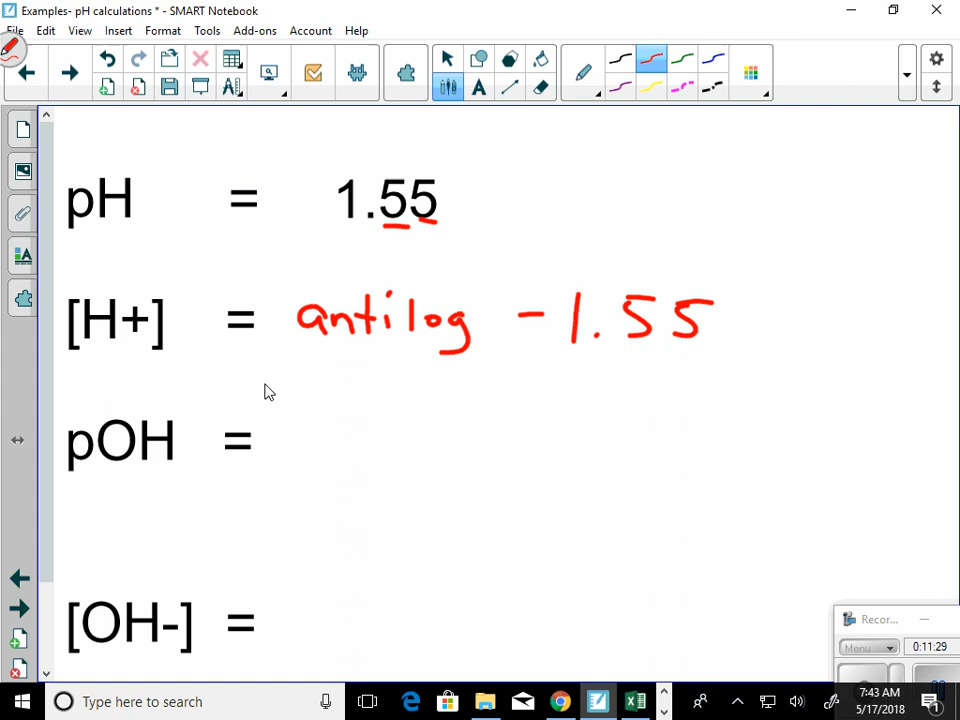 Examples- pH calculations * - SMART Notebook
File Edit View Insert Format Tools Add-ons Account Help
pH = 1.55
[H+] = antilog -1.55
pOH =
[OH-] =
Recor...
Menu 0:11:29
Type here to search
7:43 AM
5/17/2018